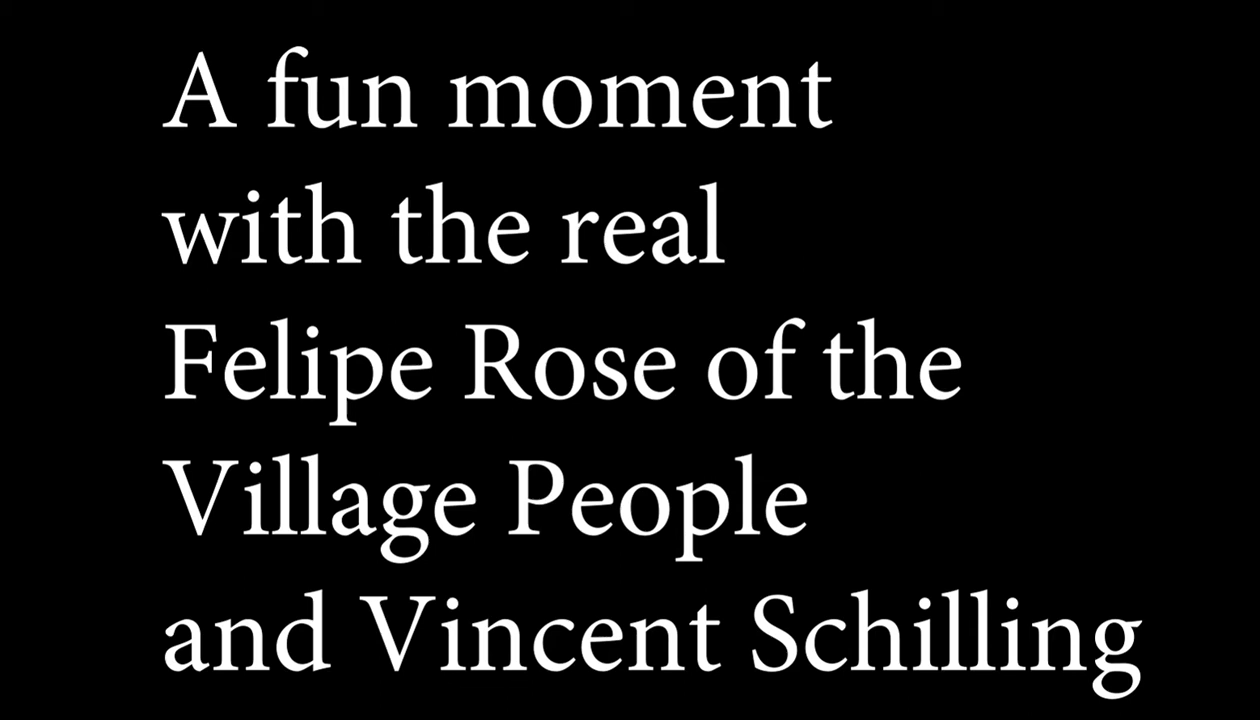 A fun moment
with the real
Felipe Rose of the
Village People
and Vincent Schilling